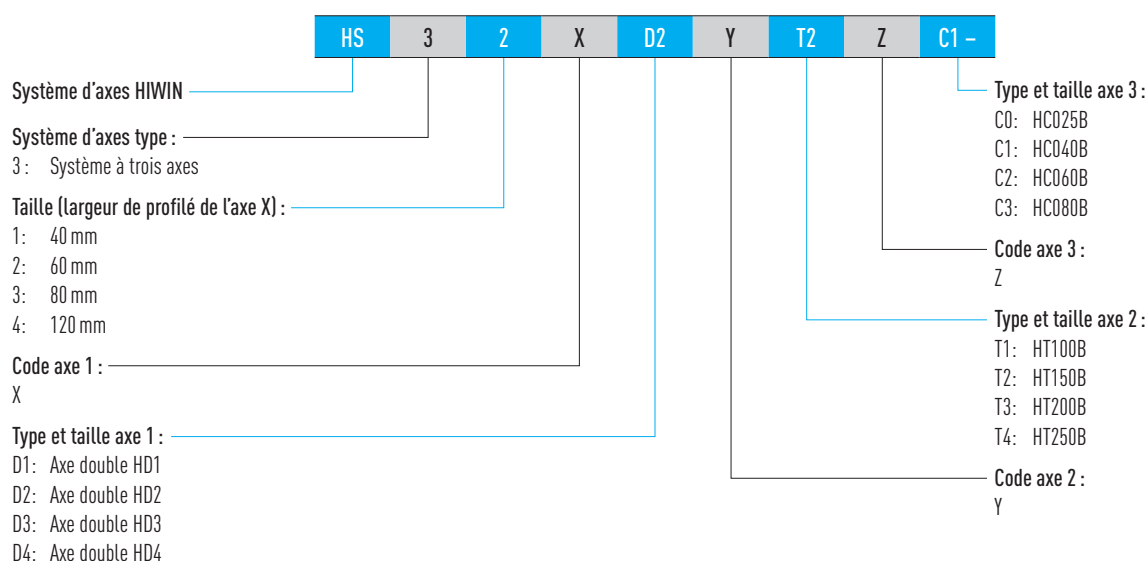 HS 3 2 X D2 Y T2 Z C1 –
Système d'axes HIWIN
Système d'axes type :
3 : Système à trois axes
Taille (largeur de profilé de l'axe X) :
1: 40 mm
2: 60 mm
3: 80 mm
4: 120 mm
Code axe 1 :
X
Type et taille axe 1 :
D1: Axe double HD1
D2: Axe double HD2
D3: Axe double HD3
D4: Axe double HD4
Type et taille axe 3 :
C0: HC025B
C1: HC040B
C2: HC060B
C3: HC080B
Code axe 3 :
Z
Type et taille axe 2 :
T1: HT100B
T2: HT150B
T3: HT200B
T4: HT250B
Code axe 2 :
Y